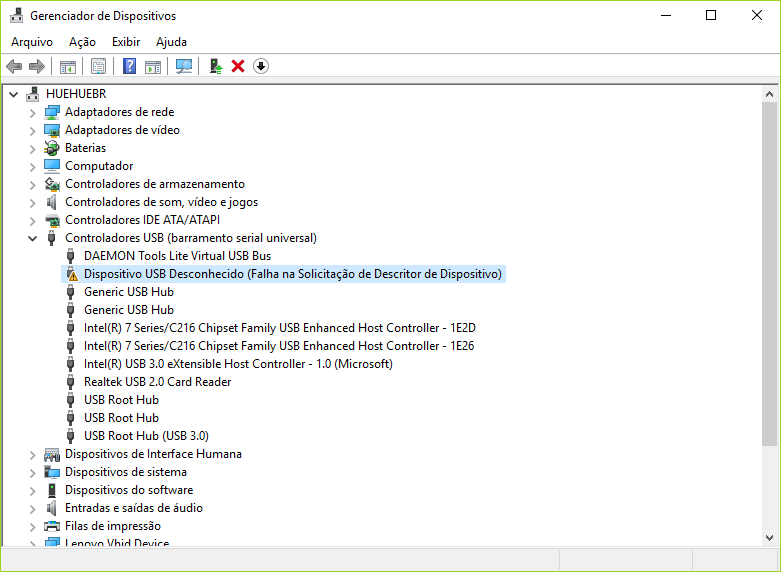 Gerenciador de Dispositivos
Arquivo Ação Exibir Ajuda
HUEHUEBR
Adaptadores de rede
Adaptadores de vídeo
Baterias
Computador
Controladores de armazenamento
Controladores de som, vídeo e jogos
Controladores IDE ATA/ATAPI
Controladores USB (barramento serial universal)
DAEMON Tools Lite Virtual USB Bus
Dispositivo USB Desconhecido (Falha na Solicitação de Descritor de Dispositivo)
Generic USB Hub
Generic USB Hub
Intel(R) 7 Series/C216 Chipset Family USB Enhanced Host Controller - 1E2D
Intel(R) 7 Series/C216 Chipset Family USB Enhanced Host Controller - 1E26
Intel(R) USB 3.0 eXtensible Host Controller - 1.0 (Microsoft)
Realtek USB 2.0 Card Reader
USB Root Hub
USB Root Hub
USB Root Hub (USB 3.0)
Dispositivos de Interface Humana
Dispositivos de sistema
Dispositivos do software
Entradas e saídas de áudio
Filas de impressão
Lenovo Vhid Device